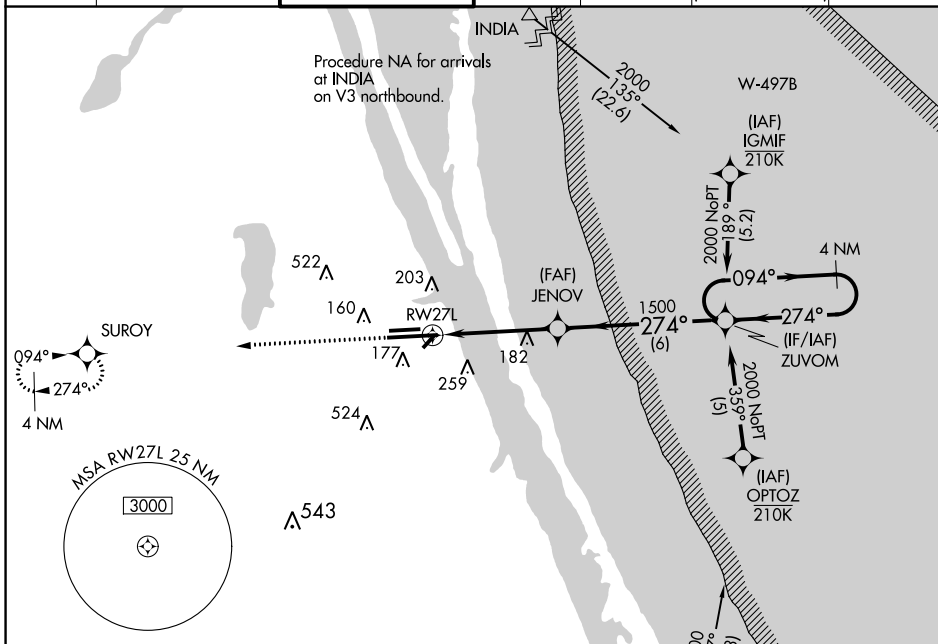 INDIA
Procedure NA for arrivals
at INDIA
on V3 northbound.
2000
135°
(22.6)
W-497B
(IAF)
IGMIF
210K
2000 NoPT
189°
(5.2)
4 NM
094°
274°
(IF/IAF)
ZUVOM
1500
274°
(6)
(FAF)
JENOV
522
203
160
RW27L
177
182
259
524
543
SUROY
094°
274°
4 NM
2000 NoPT
359°
(5)
(IAF)
OPTOZ
210K
MSA RW27L 25 NM
3000